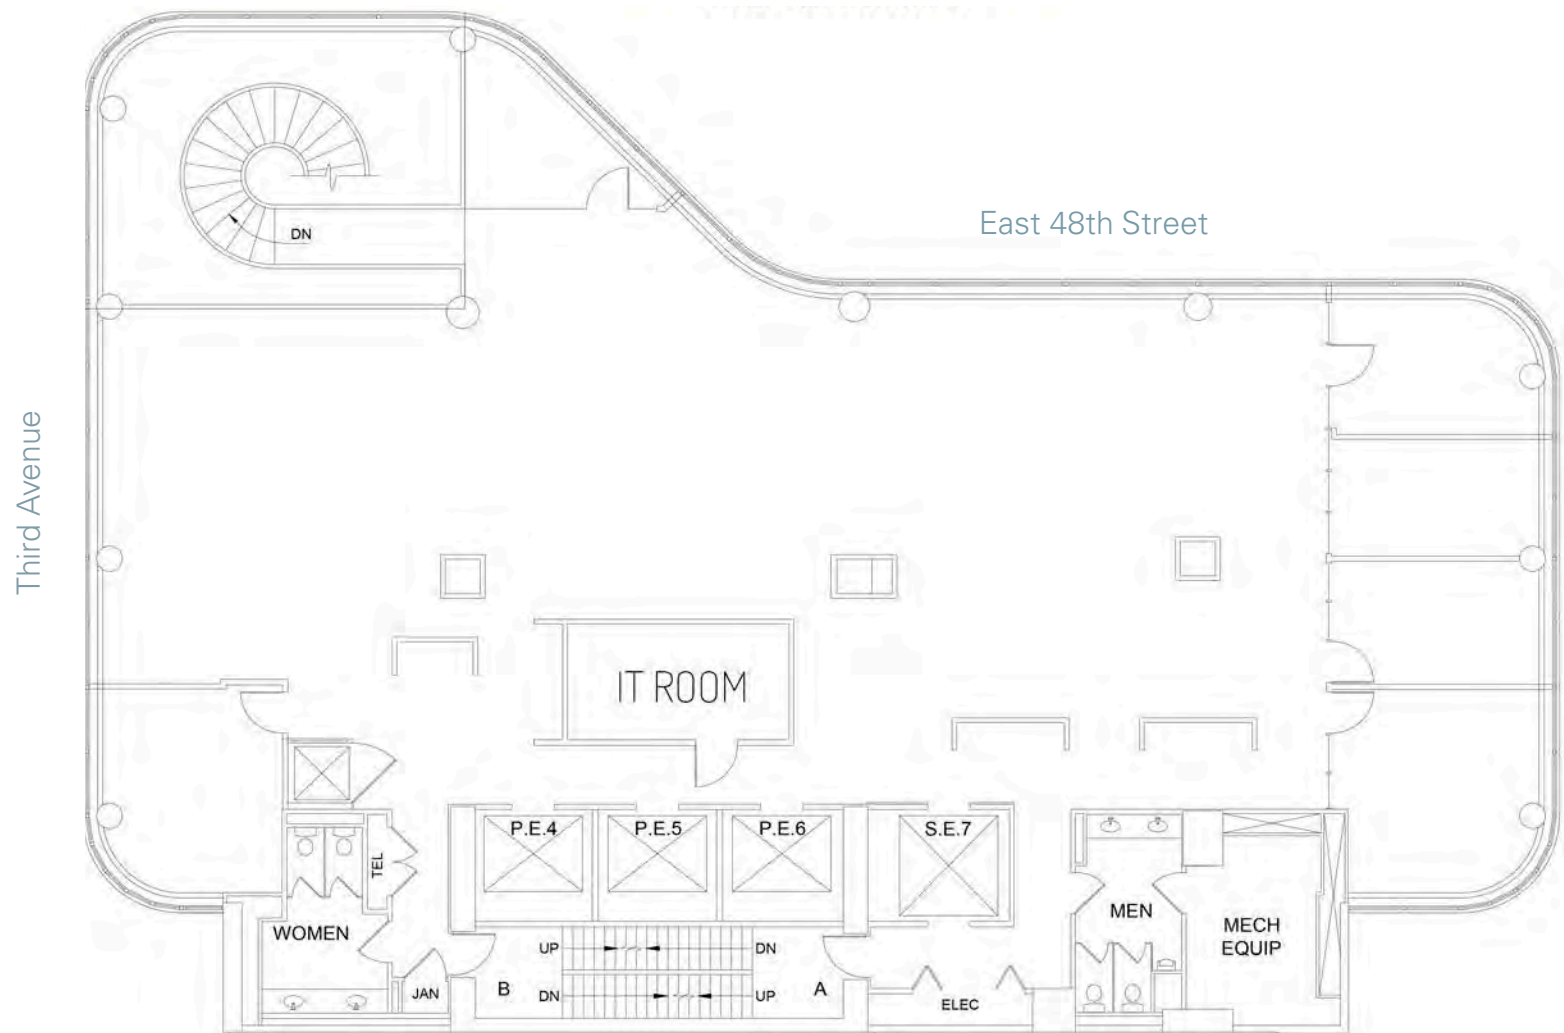 East 48th Street
Third Avenue
DN
IT ROOM
P.E.4
P.E.5
P.E.6
S.E.7
TEL
WOMEN
MEN
MECH
EQUIP
JAN
UP
DN
B
A
DN
UP
ELEC